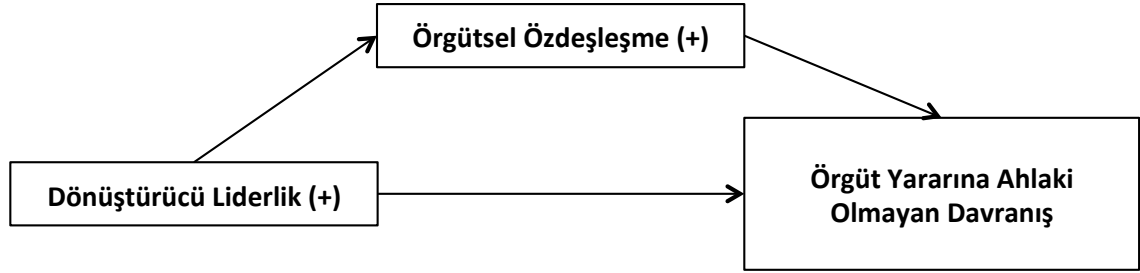 Örgütsel Özdeşleşme (+)
Dönüştürücü Liderlik (+)
Örgüt Yararına Ahlaki
Olmayan Davranış